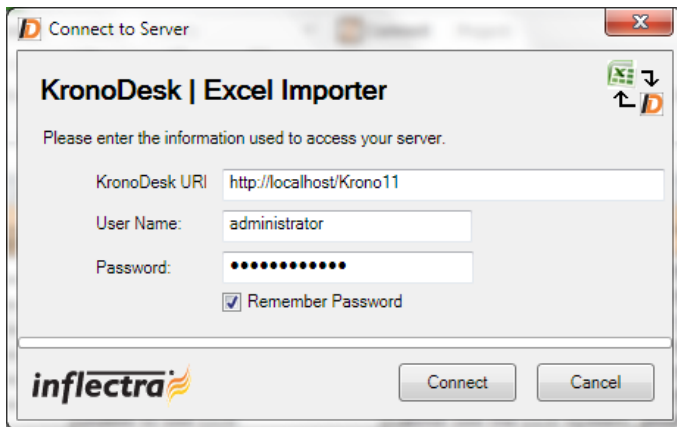 Connect to Server
KronoDesk | Excel Importer
Please enter the information used to access your server.
KronoDesk URI http://localhost/Krono11
User Name: administrator
Password: ●●●●●●●●●●●●
Remember Password
inflectra
Connect Cancel